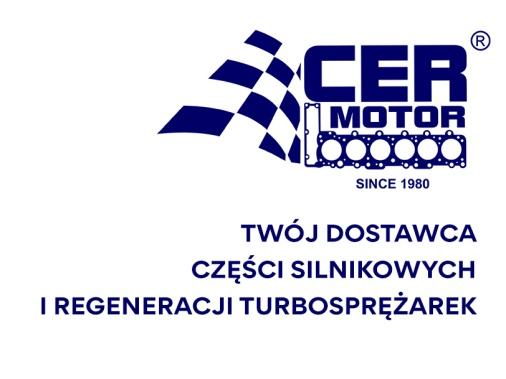 CER ®
MOTOR
SINCE 1980
TWÓJ DOSTAWCA
CZĘŚCI SILNIKOWYCH
I REGENERACJI TURBOSPRĘŻAREK